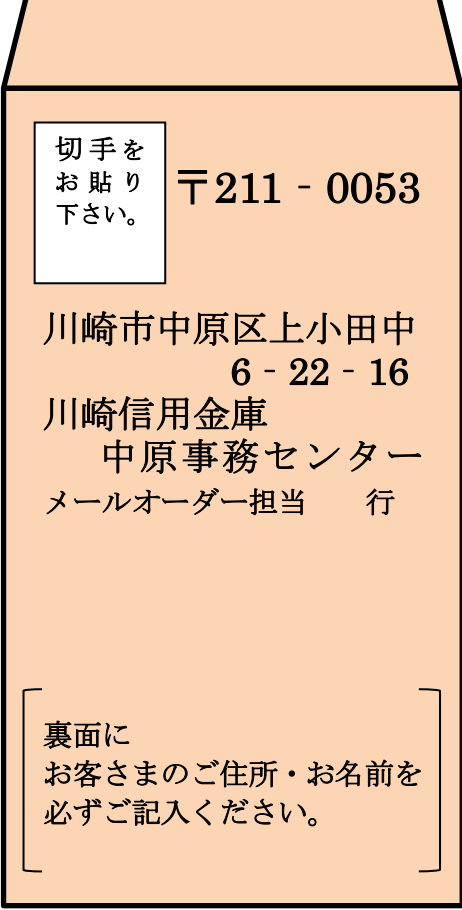 切手を
お貼り
下さい。
〒211‐0053
川崎市中原区上小田中
6‐22‐16
川崎信用金庫
中原事務センター
メールオーダー担当　　行
裏面に
お客さまのご住所・お名前を
必ずご記入ください。